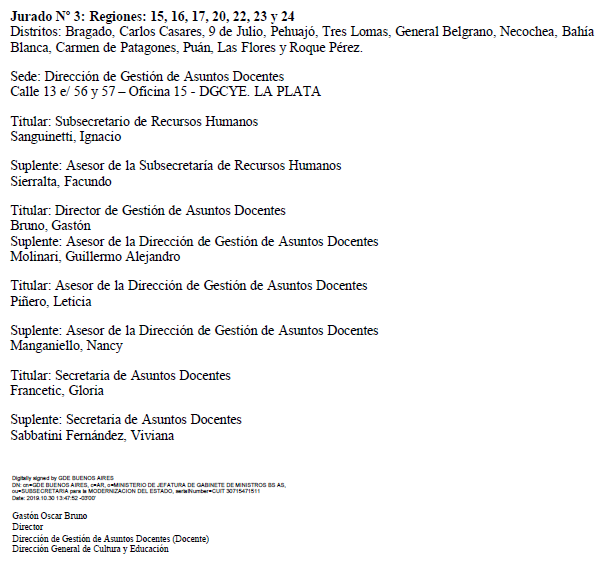 Jurado Nº 3: Regiones: 15, 16, 17, 20, 22, 23 y 24
Distritos: Bragado, Carlos Casares, 9 de Julio, Pehuajó, Tres Lomas, General Belgrano, Necochea, Bahía
Blanca, Carmen de Patagones, Puán, Las Flores y Roque Pérez.
Sede: Dirección de Gestión de Asuntos Docentes
Calle 13 e/ 56 y 57 – Oficina 15 - DGCYE. LA PLATA
Titular: Subsecretario de Recursos Humanos
Sanguinetti, Ignacio
Suplente: Asesor de la Subsecretaría de Recursos Humanos
Sierralta, Facundo
Titular: Director de Gestión de Asuntos Docentes
Bruno, Gastón
Suplente: Asesor de la Dirección de Gestión de Asuntos Docentes
Molinari, Guillermo Alejandro
Titular: Asesor de la Dirección de Gestión de Asuntos Docentes
Piñero, Leticia
Suplente: Asesor de la Dirección de Gestión de Asuntos Docentes
Manganiello, Nancy
Titular: Secretaria de Asuntos Docentes
Francetic, Gloria
Suplente: Secretaria de Asuntos Docentes
Sabbatini Fernández, Viviana
Digitally signed by GDE BUENOS AIRES
DN: cn=GDE BUENOS AIRES, c=AR, o=MINISTERIO DE JEFATURA DE GABINETE DE MINISTROS BS AS,
ou=SUBSECRETARIA para la MODERNIZACION DEL ESTADO, serialNumber=CUIT 30715471511
Date: 2019.10.30 13:47:52 -03'00'
Gastón Oscar Bruno
Director
Dirección de Gestión de Asuntos Docentes (Docente)
Dirección General de Cultura y Educación